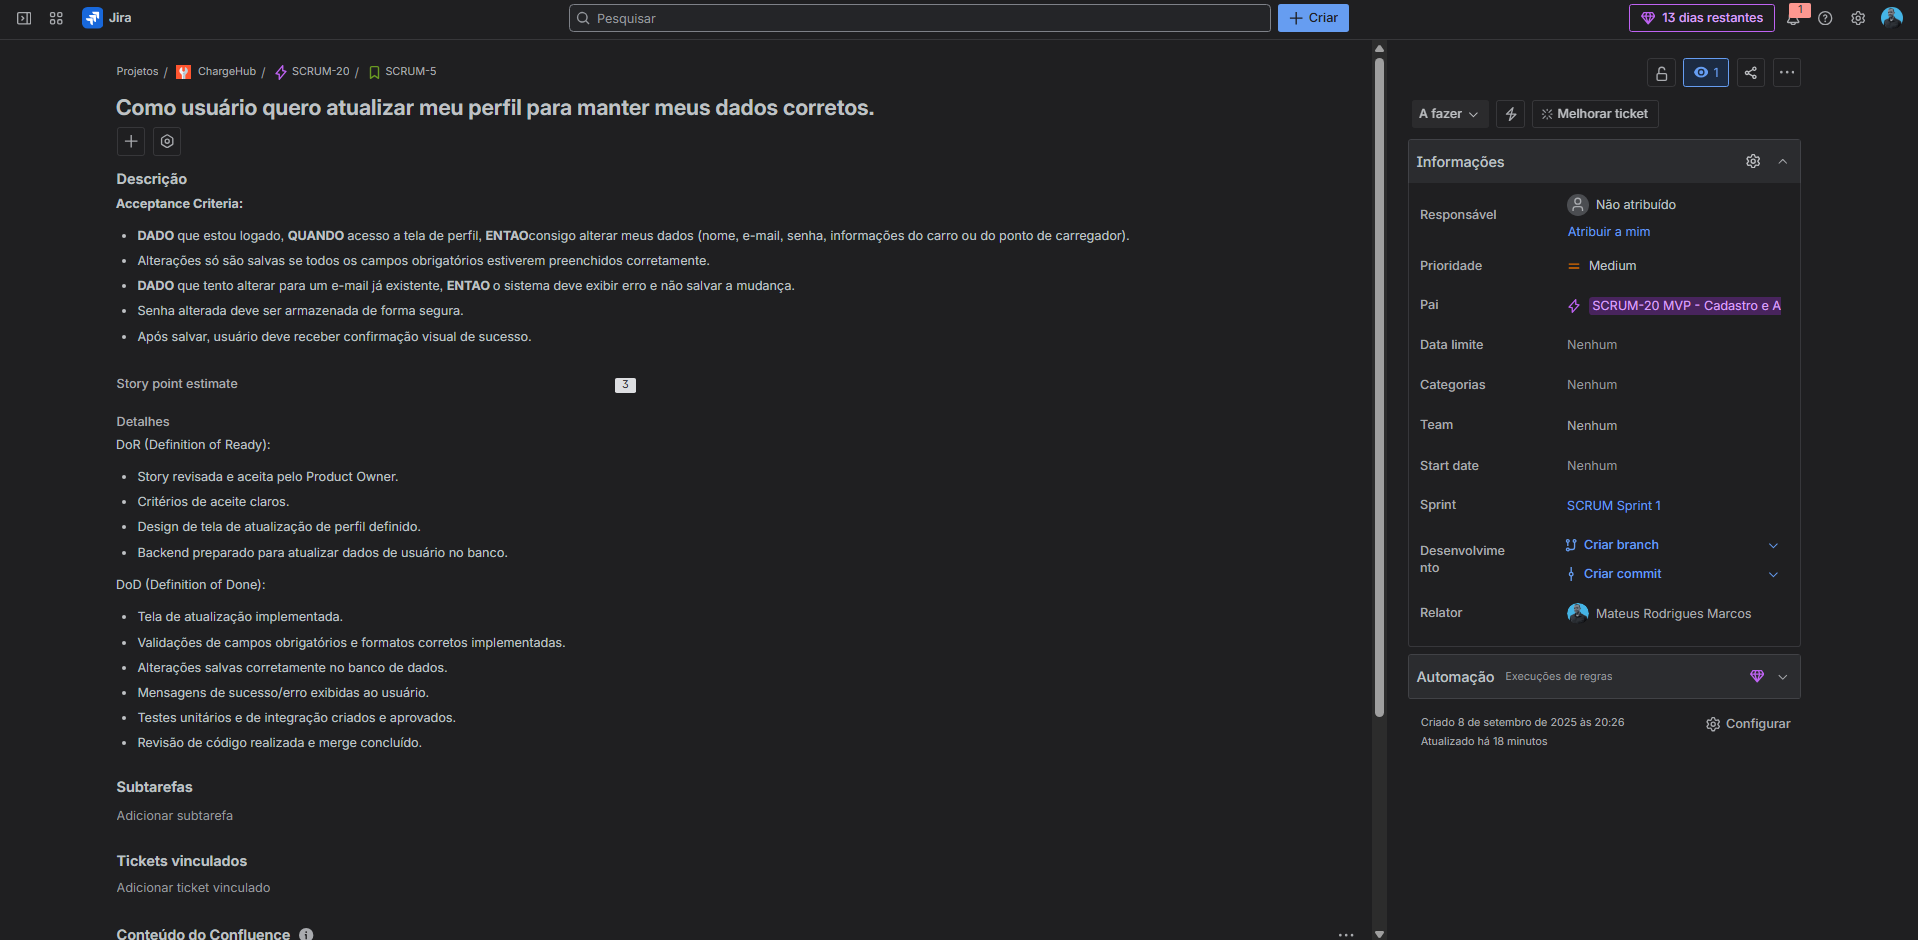 Jira
Pesquisar
Criar
13 dias restantes
1
Projetos / ChargeHub / SCRUM-20 / SCRUM-5
1
Como usuário quero atualizar meu perfil para manter meus dados corretos.
Descrição
Acceptance Criteria:
• DADO que estou logado, QUANDO acesso a tela de perfil, ENTAOconsigo alterar meus dados (nome, e-mail, senha, informações do carro ou do ponto de carregador).
• Alterações só são salvas se todos os campos obrigatórios estiverem preenchidos corretamente.
• DADO que tento alterar para um e-mail já existente, ENTAO o sistema deve exibir erro e não salvar a mudança.
• Senha alterada deve ser armazenada de forma segura.
• Após salvar, usuário deve receber confirmação visual de sucesso.
Story point estimate 3
Detalhes
DoR (Definition of Ready):
• Story revisada e aceita pelo Product Owner.
• Critérios de aceite claros.
• Design de tela de atualização de perfil definido.
• Backend preparado para atualizar dados de usuário no banco.
DoD (Definition of Done):
• Tela de atualização implementada.
• Validações de campos obrigatórios e formatos corretos implementadas.
• Alterações salvas corretamente no banco de dados.
• Mensagens de sucesso/erro exibidas ao usuário.
• Testes unitários e de integração criados e aprovados.
• Revisão de código realizada e merge concluído.
Subtarefas
Adicionar subtarefa
Tickets vinculados
Adicionar ticket vinculado
Conteúdo do Confluence
A fazer
Melhorar ticket
Informações
Responsável
Não atribuído
Atribuir a mim
Prioridade
Medium
Pai
SCRUM-20 MVP - Cadastro e A
Data limite
Nenhum
Categorias
Nenhum
Team
Nenhum
Start date
Nenhum
Sprint
SCRUM Sprint 1
Desenvolvime
nto
Criar branch
Criar commit
Relator
Mateus Rodrigues Marcos
Automação Execuções de regras
Criado 8 de setembro de 2025 às 20:26
Atualizado há 18 minutos
Configurar